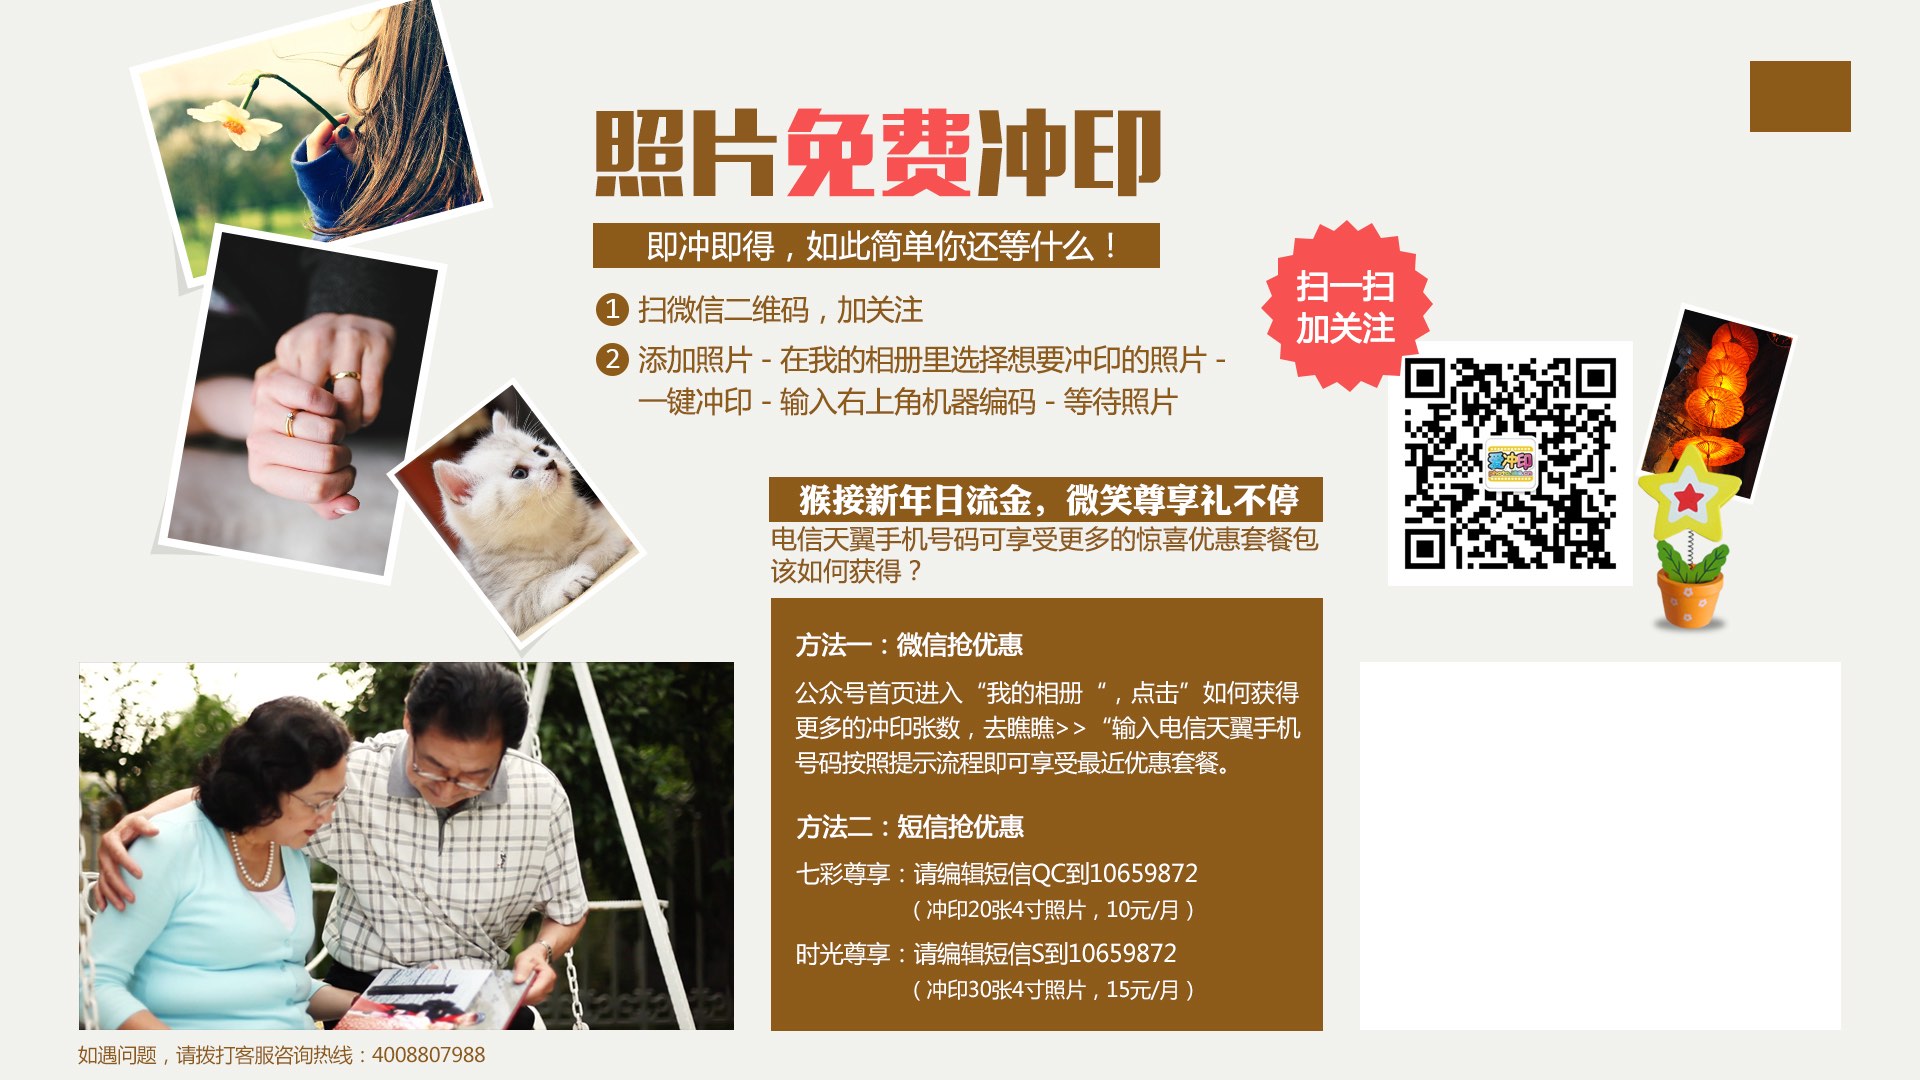 照片免费冲印
即冲即得，如此简单你还等什么！
1 扫微信二维码，加关注
2 添加照片 - 在我的相册里选择想要冲印的照片 -
一键冲印 - 输入右上角机器编码 - 等待照片
扫一扫
加关注
爱冲印
猴接新年日流金，微笑尊享礼不停
电信天翼手机号码可享受更多的惊喜优惠套餐包
该如何获得？
方法一：微信抢优惠
公众号首页进入“我的相册“，点击”如何获得
更多的冲印张数，去瞧瞧>>“输入电信天翼手机
号码按照提示流程即可享受最近优惠套餐。
方法二：短信抢优惠
七彩尊享：请编辑短信QC到10659872
（冲印20张4寸照片，10元/月）
时光尊享：请编辑短信S到10659872
（冲印30张4寸照片，15元/月）
如遇问题，请拨打客服咨询热线：4008807988